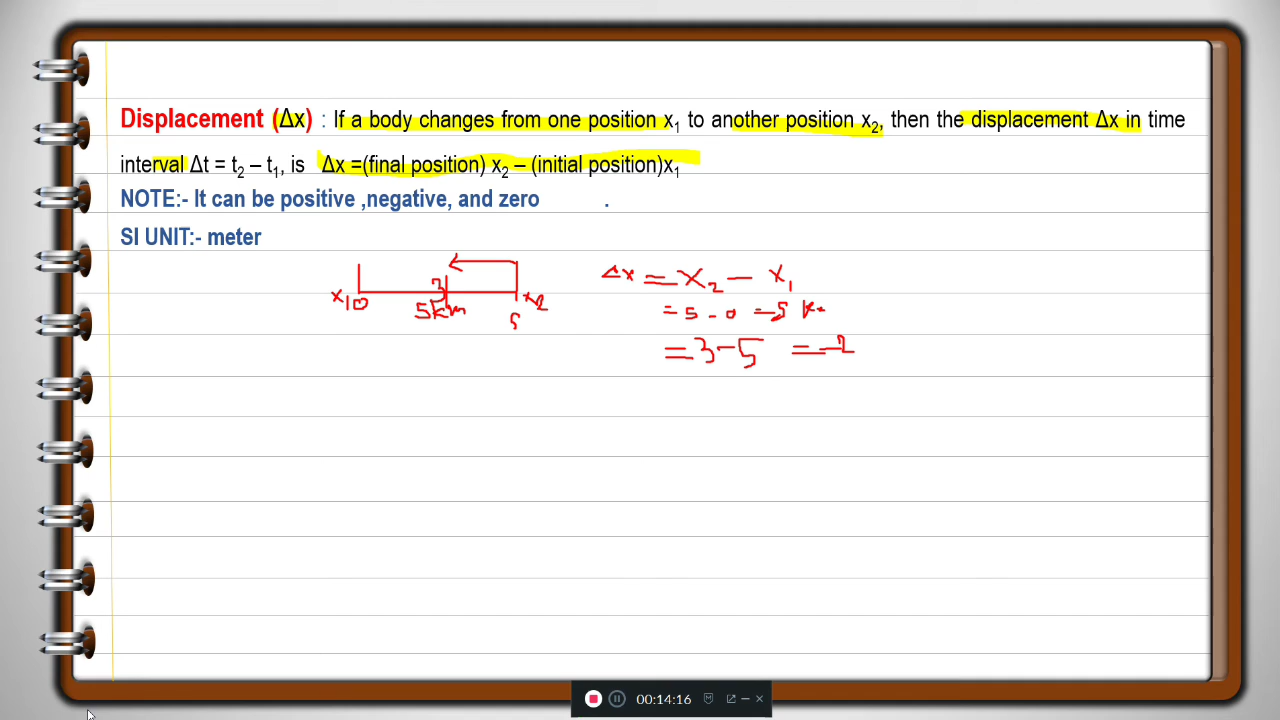 Displacement (Δx) : If a body changes from one position x₁ to another position x₂, then the displacement Δx in time
interval Δt = t₂ – t₁, is Δx =(final position) x₂ – (initial position)x₁
NOTE:- It can be positive ,negative, and zero .
SI UNIT:- meter
3
x₁ 0 5km x₂
5
Δx = x₂ - x₁
= 5 - 0 = 5 km
= 3 - 5 = -2
00:14:16